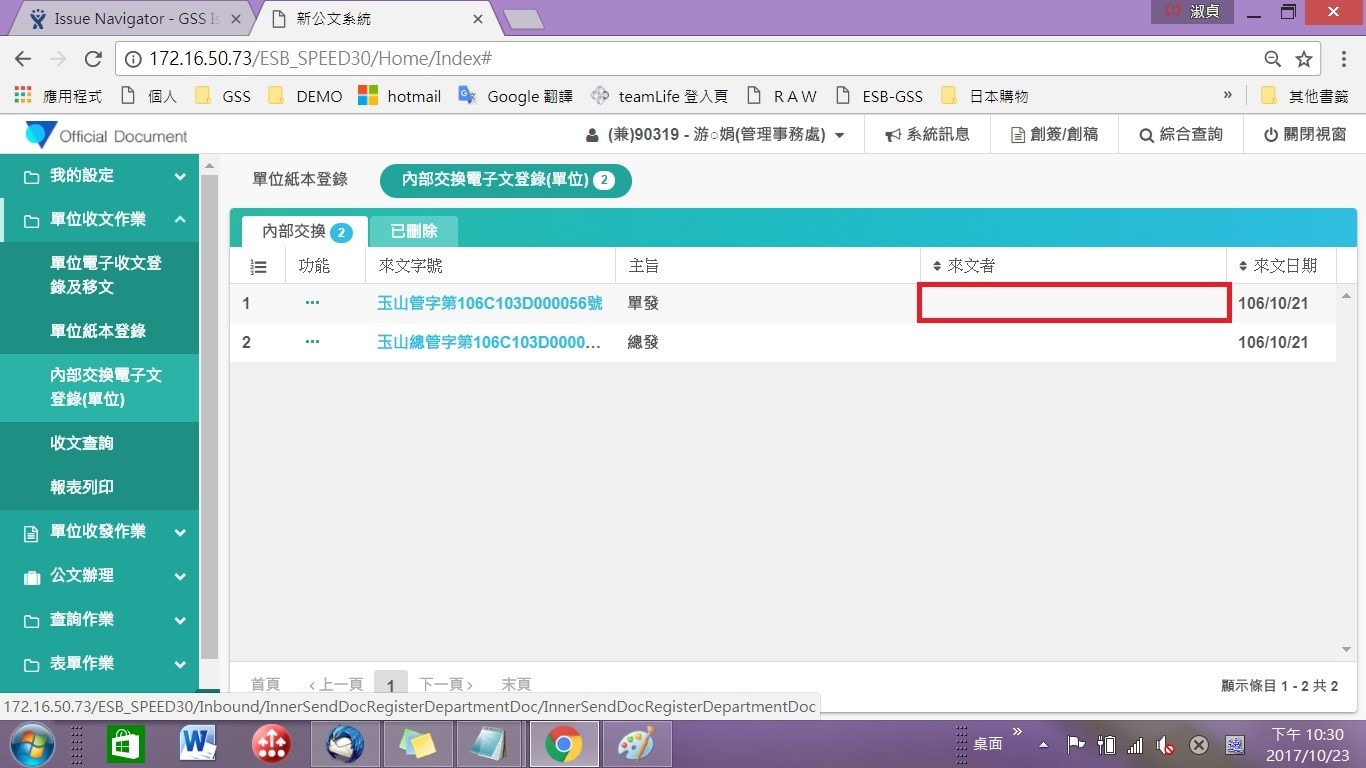 Issue Navigator - GSS Is
新公文系統
淑貞
172.16.50.73/ESB_SPEED30/Home/Index#
應用程式 個人 GSS DEMO hotmail Google 翻譯 teamLife 登入頁 R A W ESB-GSS 日本購物 » 其他書籤
Official Document
(兼)90319 - 游○娟(管理事務處) 系統訊息 創簽/創稿 綜合查詢 關閉視窗
我的設定
單位收文作業
單位電子收文登
錄及移文
單位紙本登錄
內部交換電子文
登錄(單位)
收文查詢
報表列印
單位收發作業
公文辦理
查詢作業
表單作業
單位紙本登錄 內部交換電子文登錄(單位) 2
內部交換 2 已刪除
功能 來文字號 主旨 來文者 來文日期
1 ... 玉山管字第106C103D000056號 單發 106/10/21
2 ... 玉山總管字第106C103D0000... 總發 106/10/21
首頁 ‹ 上一頁 1 下一頁 › 末頁
顯示條目 1 - 2 共 2
172.16.50.73/ESB_SPEED30/Inbound/InnerSendDocRegisterDepartmentDoc/InnerSendDocRegisterDepartmentDoc
桌面 »
下午 10:30
2017/10/23